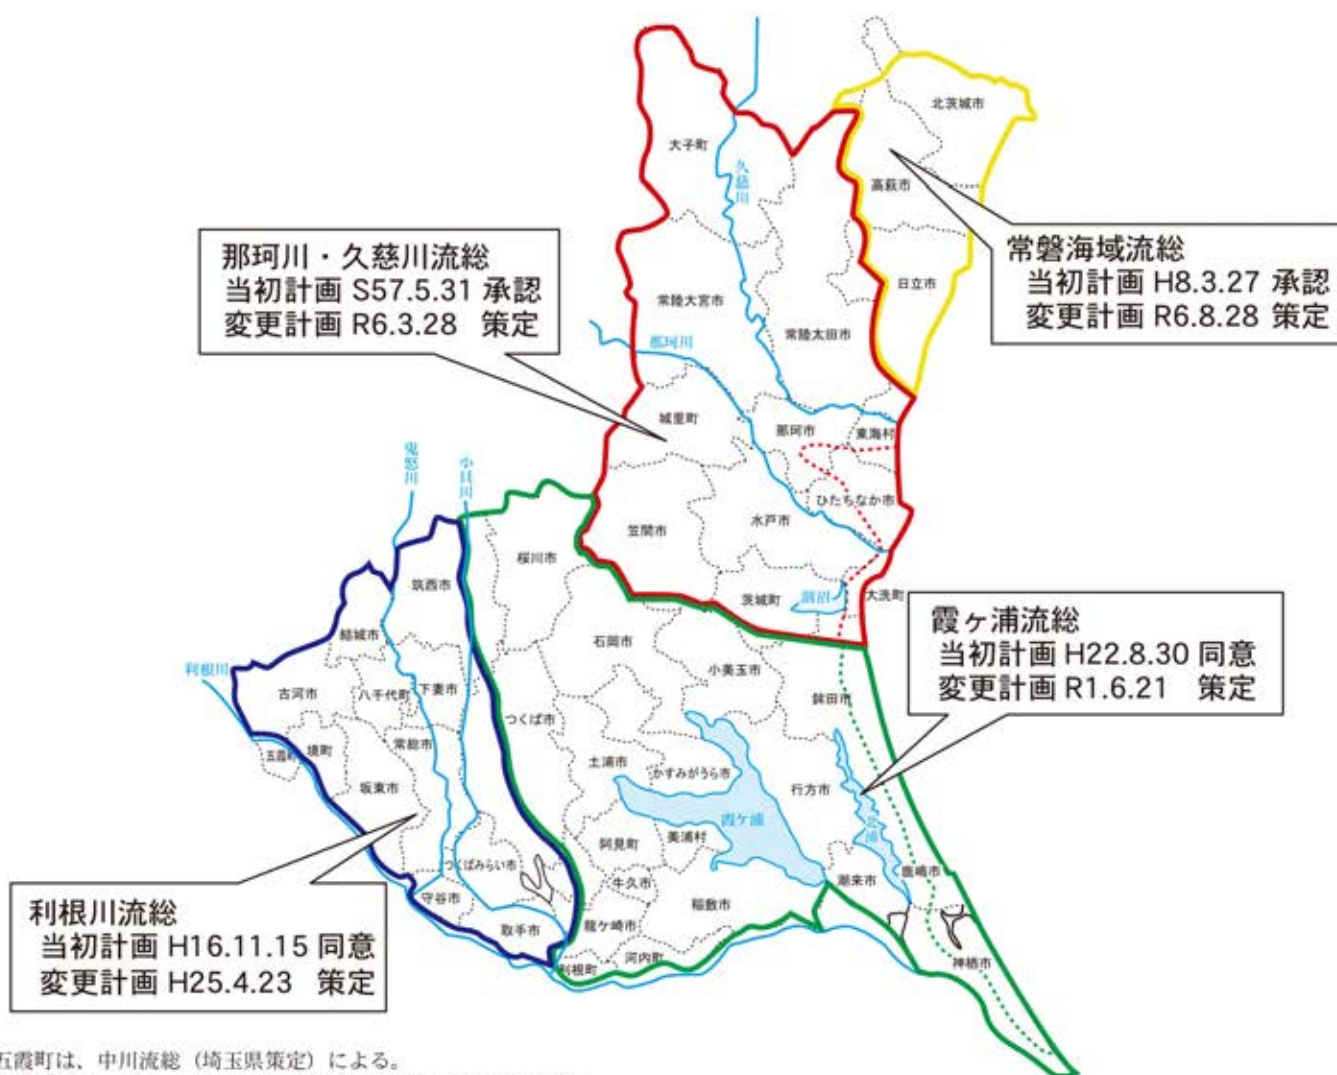 北茨城市
大子町
久慈川
高萩市
那珂川・久慈川流総
当初計画 S57.5.31 承認
変更計画 R6.3.28 策定
常磐海域流総
当初計画 H8.3.27 承認
変更計画 R6.8.28 策定
日立市
常陸大宮市
常陸太田市
那珂川
城里町
那珂市
東海村
鬼怒川
小貝川
ひたちなか市
水戸市
笠間市
桜川市
筑西市
茨城町
涸沼
大洗町
結城市
石岡市
小美玉市
霞ヶ浦流総
当初計画 H22.8.30 同意
変更計画 R1.6.21 策定
利根川
古河市
八千代町
下妻市
鉾田市
つくば市
常総市
境町
五霞町
土浦市
かすみがうら市
坂東市
行方市
霞ケ浦
北浦
美浦村
阿見町
つくばみらい市
牛久市
潮来市
鹿嶋市
守谷市
稲敷市
取手市
龍ケ崎市
利根川流総
当初計画 H16.11.15 同意
変更計画 H25.4.23 策定
河内町
利根町
神栖市
五霞町は、中川流総（埼玉県策定）による。